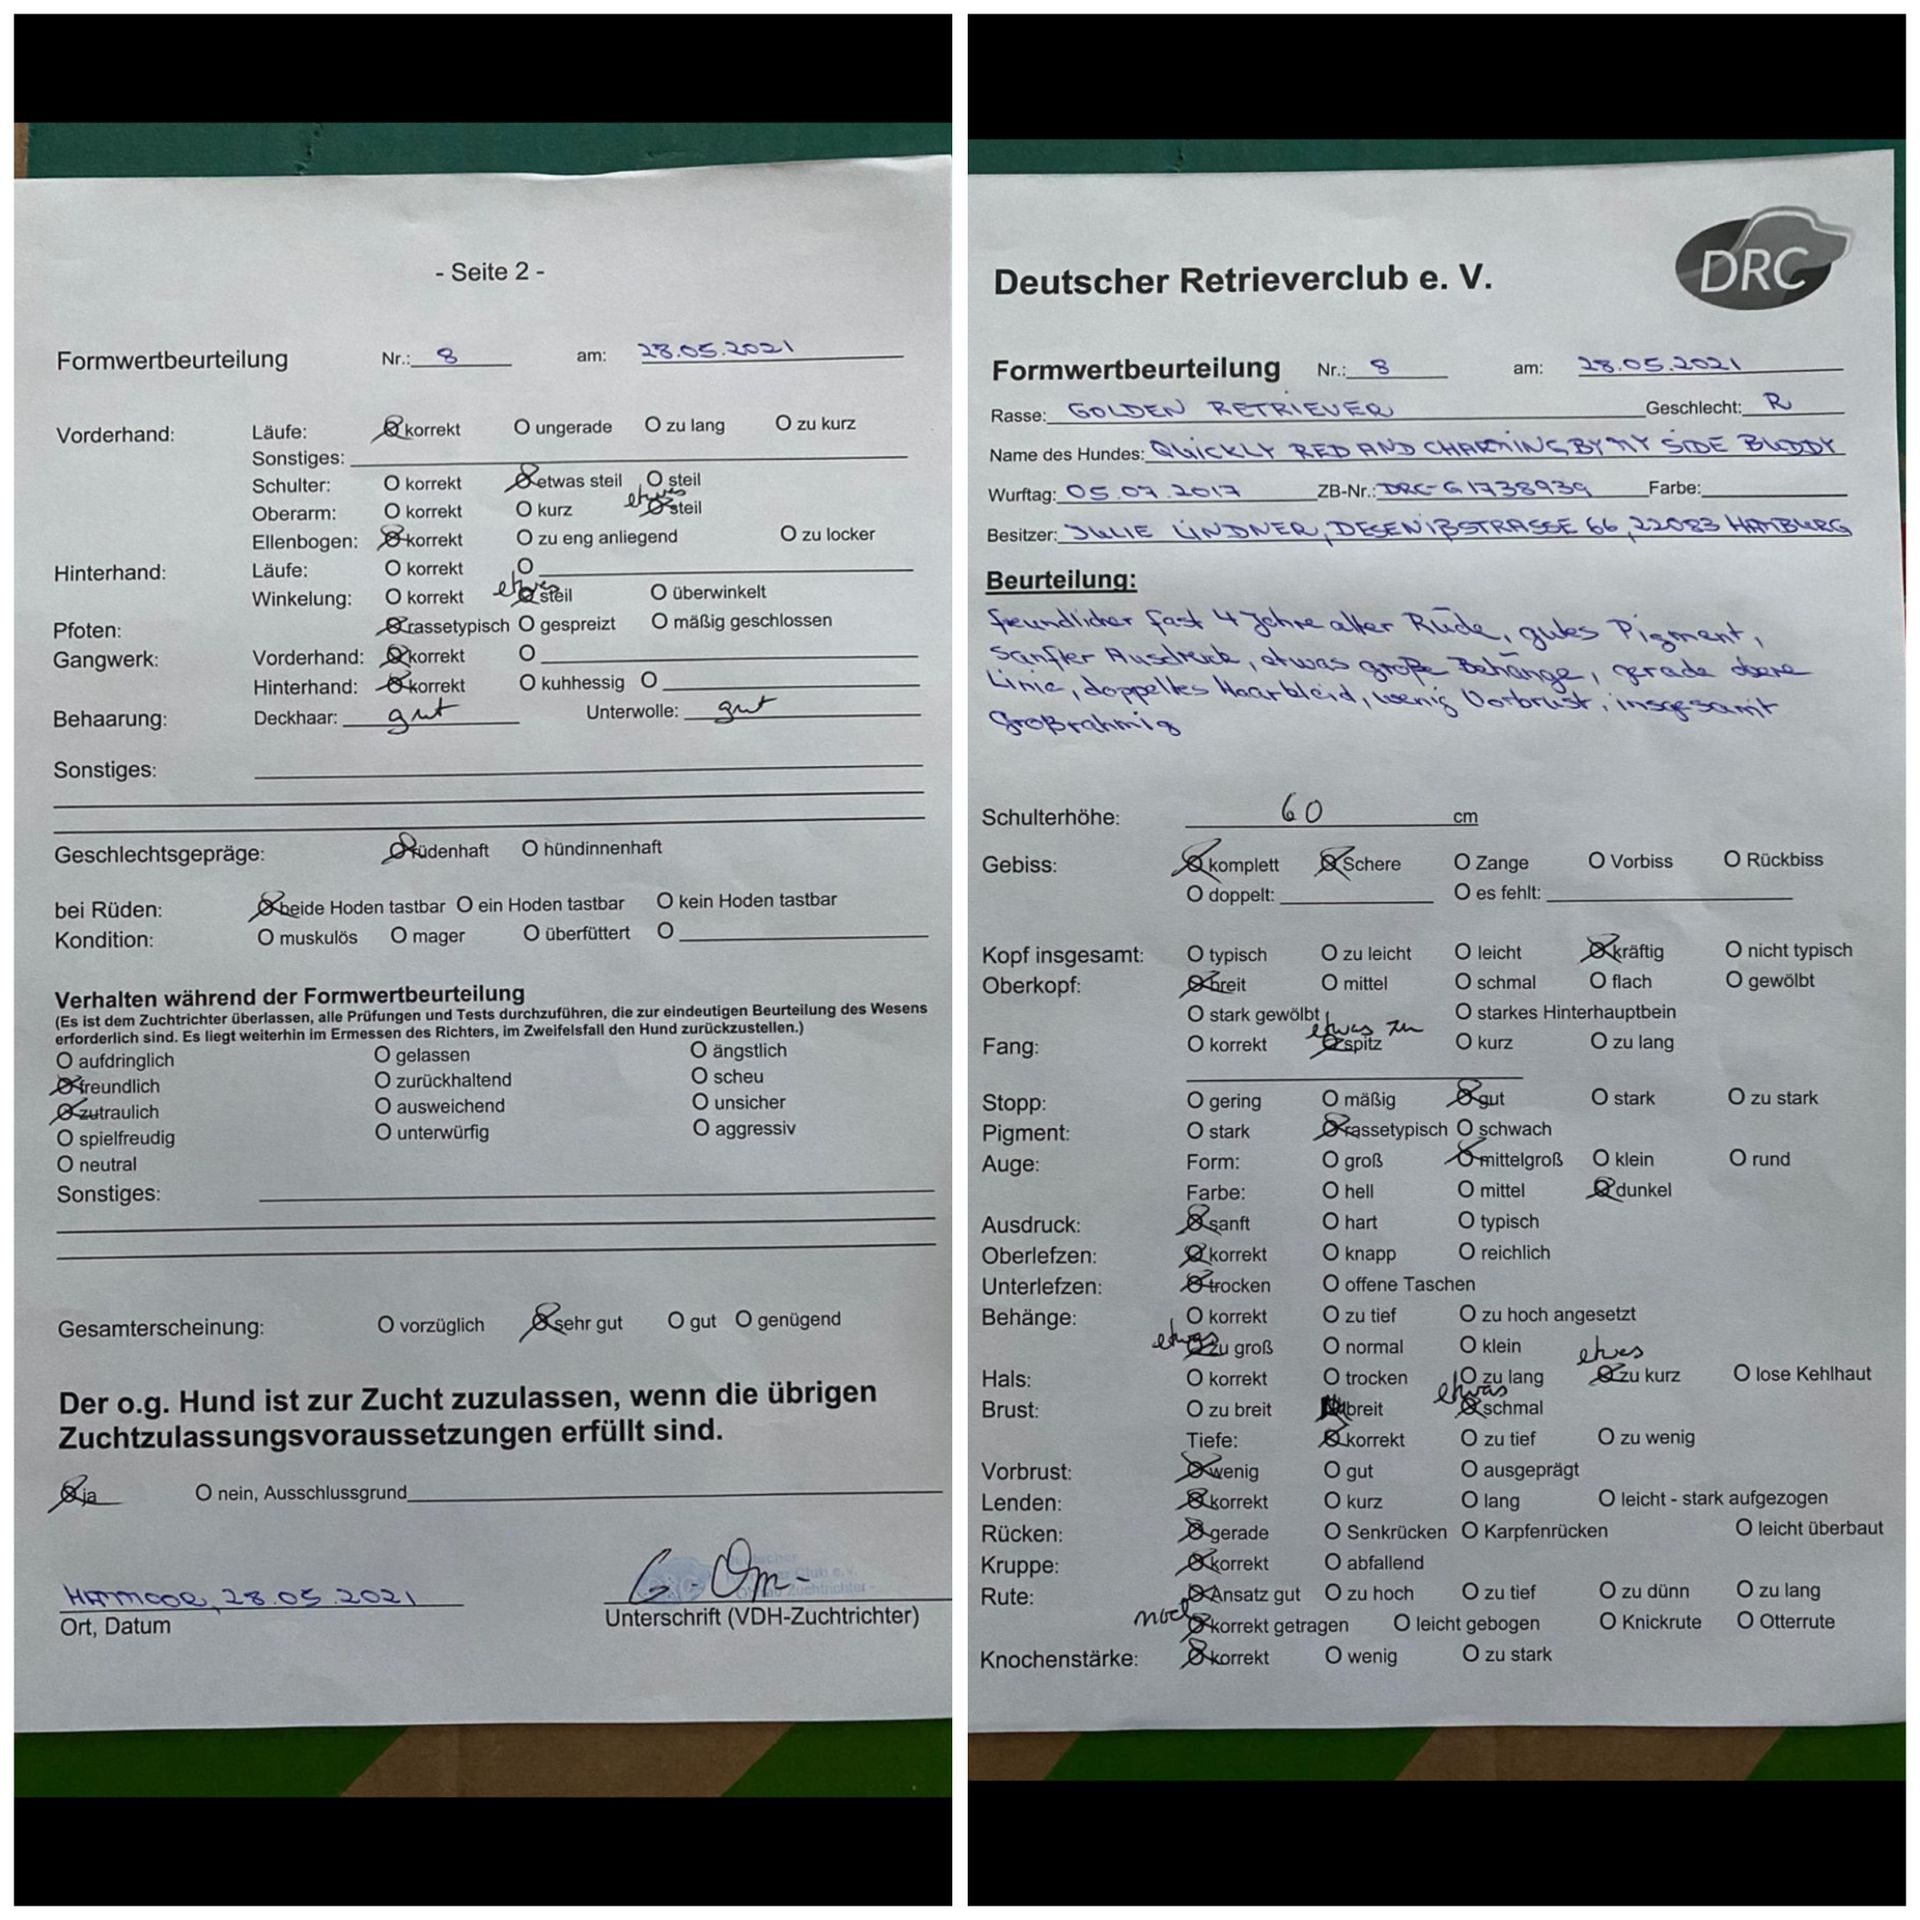 - Seite 2 -
Formwertbeurteilung Nr.: 8 am: 28.05.2021
Vorderhand: Läufe: korrekt O ungerade O zu lang O zu kurz
Sonstiges:
Schulter: O korrekt etwas steil O steil
Oberarm: O korrekt O kurz etwas steil
Ellenbogen: korrekt O zu eng anliegend O zu locker
Hinterhand: Läufe: O korrekt O
Winkelung: O korrekt etwas steil O überwinkelt
Pfoten: rassetypisch O gespreizt O mäßig geschlossen
Gangwerk: Vorderhand: korrekt O
Hinterhand: korrekt O kuhhessig O
Behaarung: Deckhaar: gut Unterwolle: gut
Sonstiges:
Geschlechtsgepräge: rüdenhaft O hündinnenhaft
bei Rüden: beide Hoden tastbar O ein Hoden tastbar O kein Hoden tastbar
Kondition: O muskulös O mager O überfüttert O
Verhalten während der Formwertbeurteilung
(Es ist dem Zuchtrichter überlassen, alle Prüfungen und Tests durchzuführen, die zur eindeutigen Beurteilung des Wesens
erforderlich sind. Es liegt weiterhin im Ermessen des Richters, im Zweifelsfall den Hund zurückzustellen.)
O aufdringlich O gelassen O ängstlich
freundlich O zurückhaltend O scheu
zutraulich O ausweichend O unsicher
O spielfreudig O unterwürfig O aggressiv
O neutral
Sonstiges:
Gesamterscheinung: O vorzüglich sehr gut O gut O genügend
Der o.g. Hund ist zur Zucht zuzulassen, wenn die übrigen
Zuchtzulassungsvoraussetzungen erfüllt sind.
ja O nein, Ausschlussgrund
HAMMOOR, 28.05.2021
Ort, Datum Unterschrift (VDH-Zuchtrichter)
Deutscher Retrieverclub e. V. DRC
Formwertbeurteilung Nr.: 8 am: 28.05.2021
Rasse: GOLDEN RETRIEVER Geschlecht: R
Name des Hundes: QUICKLY RED AND CHARMING BY MY SIDE BUDDY
Wurftag: 05.07.2017 ZB-Nr.: DRC-G1738939 Farbe:
Besitzer: JULIE LINDNER, DESENIßSTRASSE 66, 22083 HAMBURG
Beurteilung:
freundlicher fast 4 Jahre alter Rüde, gutes Pigment,
sanfter Ausdruck, etwas große Behänge, gerade obere
Linie, doppeltes Haarkleid, wenig Vorbrust, insgesamt
großrahmig
Schulterhöhe: 60 cm
Gebiss: komplett Schere O Zange O Vorbiss O Rückbiss
O doppelt: O es fehlt:
Kopf insgesamt: O typisch O zu leicht O leicht kräftig O nicht typisch
Oberkopf: breit O mittel O schmal O flach O gewölbt
O stark gewölbt O starkes Hinterhauptbein
Fang: O korrekt etwas zu spitz O kurz O zu lang
Stopp: O gering O mäßig gut O stark O zu stark
Pigment: O stark rassetypisch O schwach
Auge: Form: O groß mittelgroß O klein O rund
Farbe: O hell O mittel dunkel
Ausdruck: sanft O hart O typisch
Oberlefzen: korrekt O knapp O reichlich
Unterlefzen: trocken O offene Taschen
Behänge: O korrekt O zu tief O zu hoch angesetzt
etwas zu groß O normal O klein
Hals: O korrekt O trocken O zu lang etwas zu kurz O lose Kehlhaut
Brust: O zu breit breit etwas schmal
Tiefe: korrekt O zu tief O zu wenig
Vorbrust: wenig O gut O ausgeprägt
Lenden: korrekt O kurz O lang O leicht - stark aufgezogen
Rücken: gerade O Senkrücken O Karpfenrücken O leicht überbaut
Kruppe: korrekt O abfallend
Rute: Ansatz gut O zu hoch O zu tief O zu dünn O zu lang
noch korrekt getragen O leicht gebogen O Knickrute O Otterrute
Knochenstärke: korrekt O wenig O zu stark